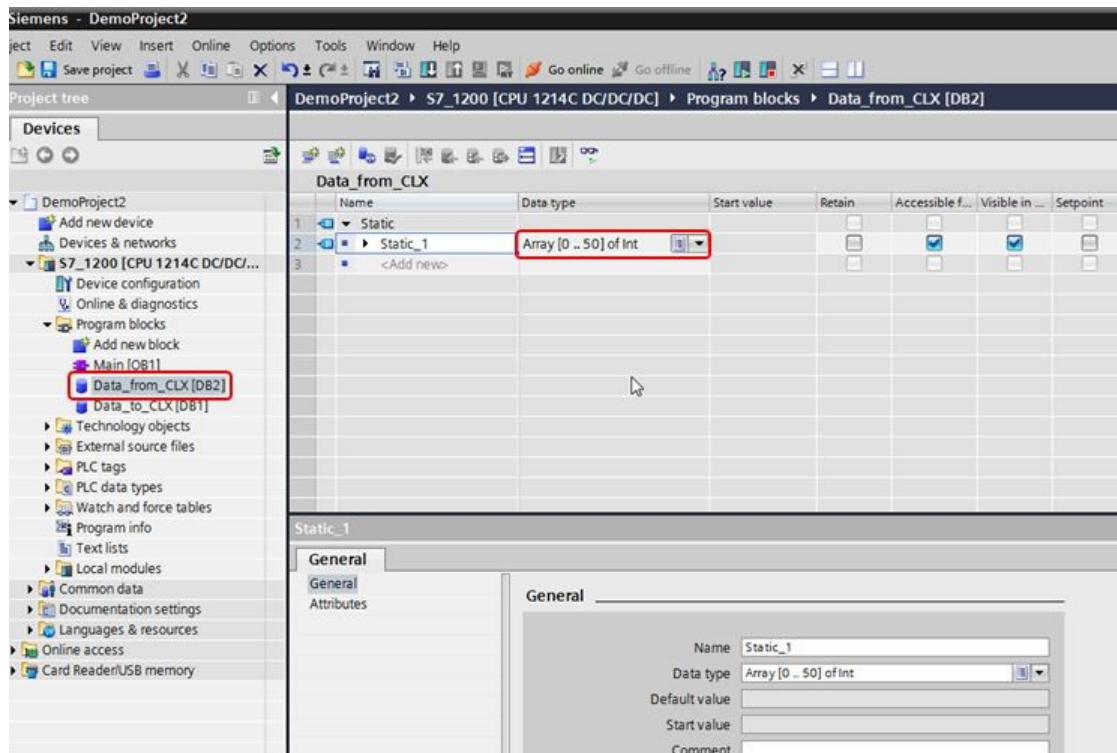 Siemens - DemoProject2
ject Edit View Insert Online Options Tools Window Help
Save project Go online Go offline
Project tree
DemoProject2 S7_1200 [CPU 1214C DC/DC/DC] Program blocks Data_from_CLX [DB2]
Devices
Data_from_CLX
Name Data type Start value Retain Accessible f... Visible in ... Setpoint
1 Static
2 Static_1 Array [0 .. 50] of Int
3 <Add new>
DemoProject2
Add new device
Devices & networks
S7_1200 [CPU 1214C DC/DC/...
Device configuration
Online & diagnostics
Program blocks
Add new block
Main [OB1]
Data_from_CLX [DB2]
Data_to_CLX [DB1]
Technology objects
External source files
PLC tags
PLC data types
Watch and force tables
Program info
Text lists
Local modules
Common data
Documentation settings
Languages & resources
Online access
Card Reader/USB memory
Static_1
General
General
Attributes
General
Name Static_1
Data type Array [0 .. 50] of Int
Default value
Start value
Comment